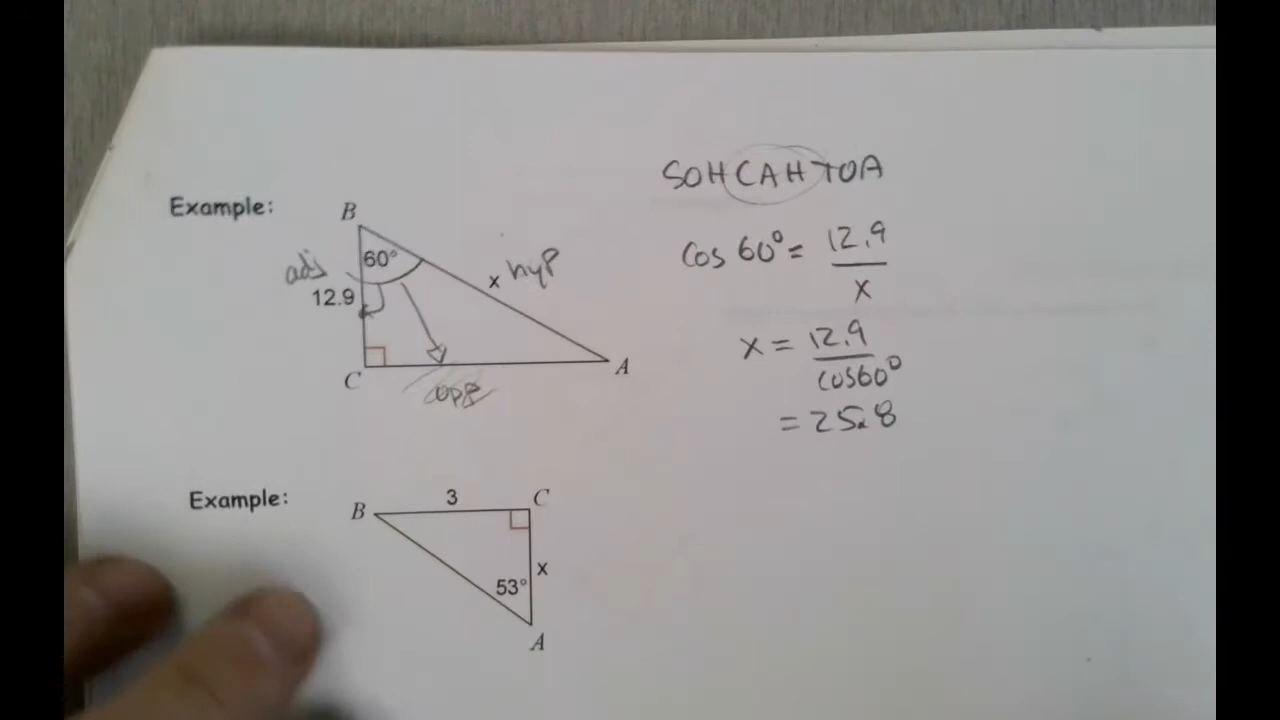 SOHCAHTOA
Example:
B
adj
60°
x hyp
12.9
C
A
opp
cos 60° = 12.9
x
x = 12.9
cos60°
= 25.8
Example:
B
3
C
x
53°
A